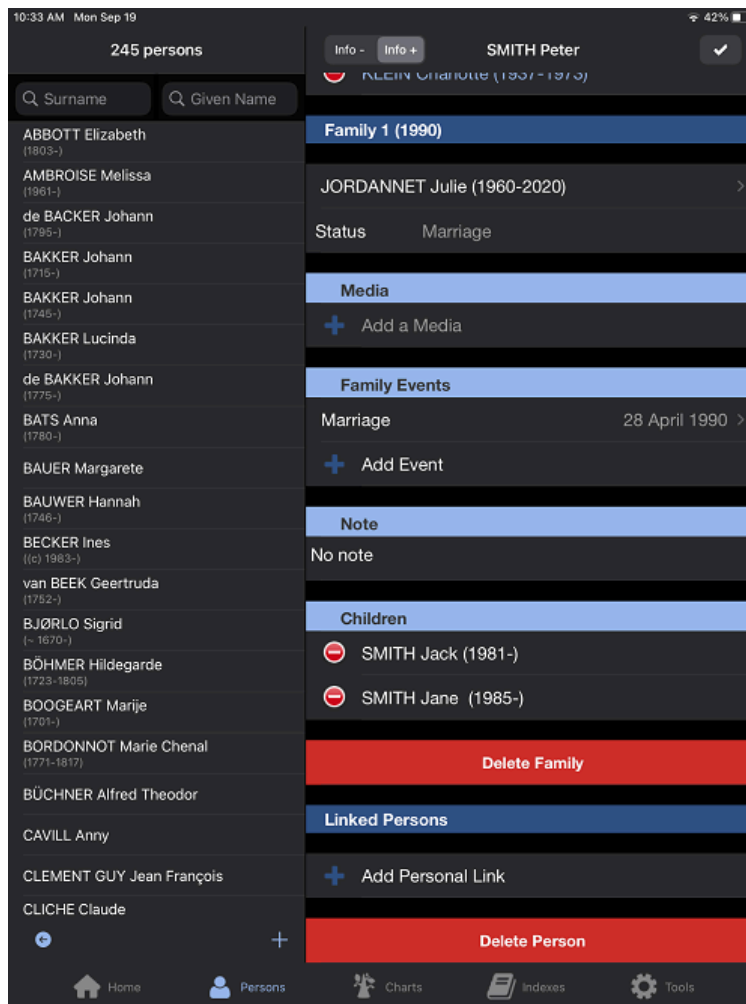 10:33 AM Mon Sep 19
42%
245 persons
Surname
Given Name
ABBOTT Elizabeth
(1803-)
AMBROISE Melissa
(1961-)
de BACKER Johann
(1795-)
BAKKER Johann
(1715-)
BAKKER Johann
(1745-)
BAKKER Lucinda
(1730-)
de BAKKER Johann
(1775-)
BATS Anna
(1780-)
BAUER Margarete
BAUWER Hannah
(1746-)
BECKER Ines
((c) 1983-)
van BEEK Geertruda
(1752-)
BJØRLO Sigrid
(~ 1670-)
BÖHMER Hildegarde
(1723-1805)
BOOGEART Marije
(1701-)
BORDONNOT Marie Chenal
(1771-1817)
BÜCHNER Alfred Theodor
CAVILL Anny
CLEMENT GUY Jean François
CLICHE Claude
Info -
Info +
SMITH Peter
KLEIN Charlotte (1937-1973)
Family 1 (1990)
JORDANNET Julie (1960-2020)
Status Marriage
Media
Add a Media
Family Events
Marriage 28 April 1990
Add Event
Note
No note
Children
SMITH Jack (1981-)
SMITH Jane (1985-)
Delete Family
Linked Persons
Add Personal Link
Delete Person
Home
Persons
Charts
Indexes
Tools